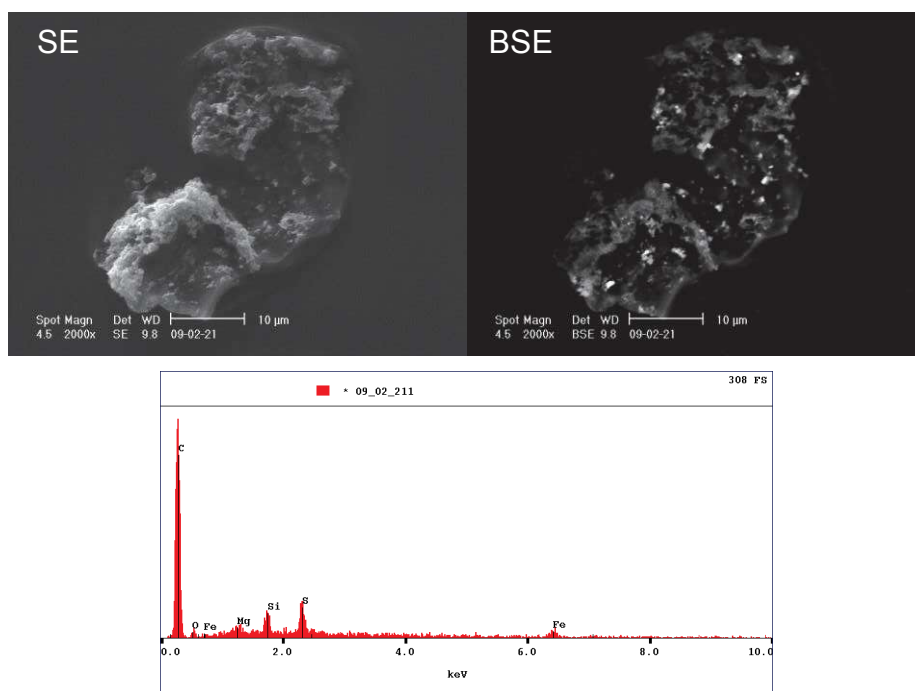 SE
BSE
Spot Magn Det WD 10 µm
4.5 2000x SE 9.8 09-02-21
Spot Magn Det WD 10 µm
4.5 2000x BSE 9.8 09-02-21
308 FS
* 09_02_211
C
O Fe Mg Si S Fe
0.0 2.0 4.0 6.0 8.0 10.0
keV